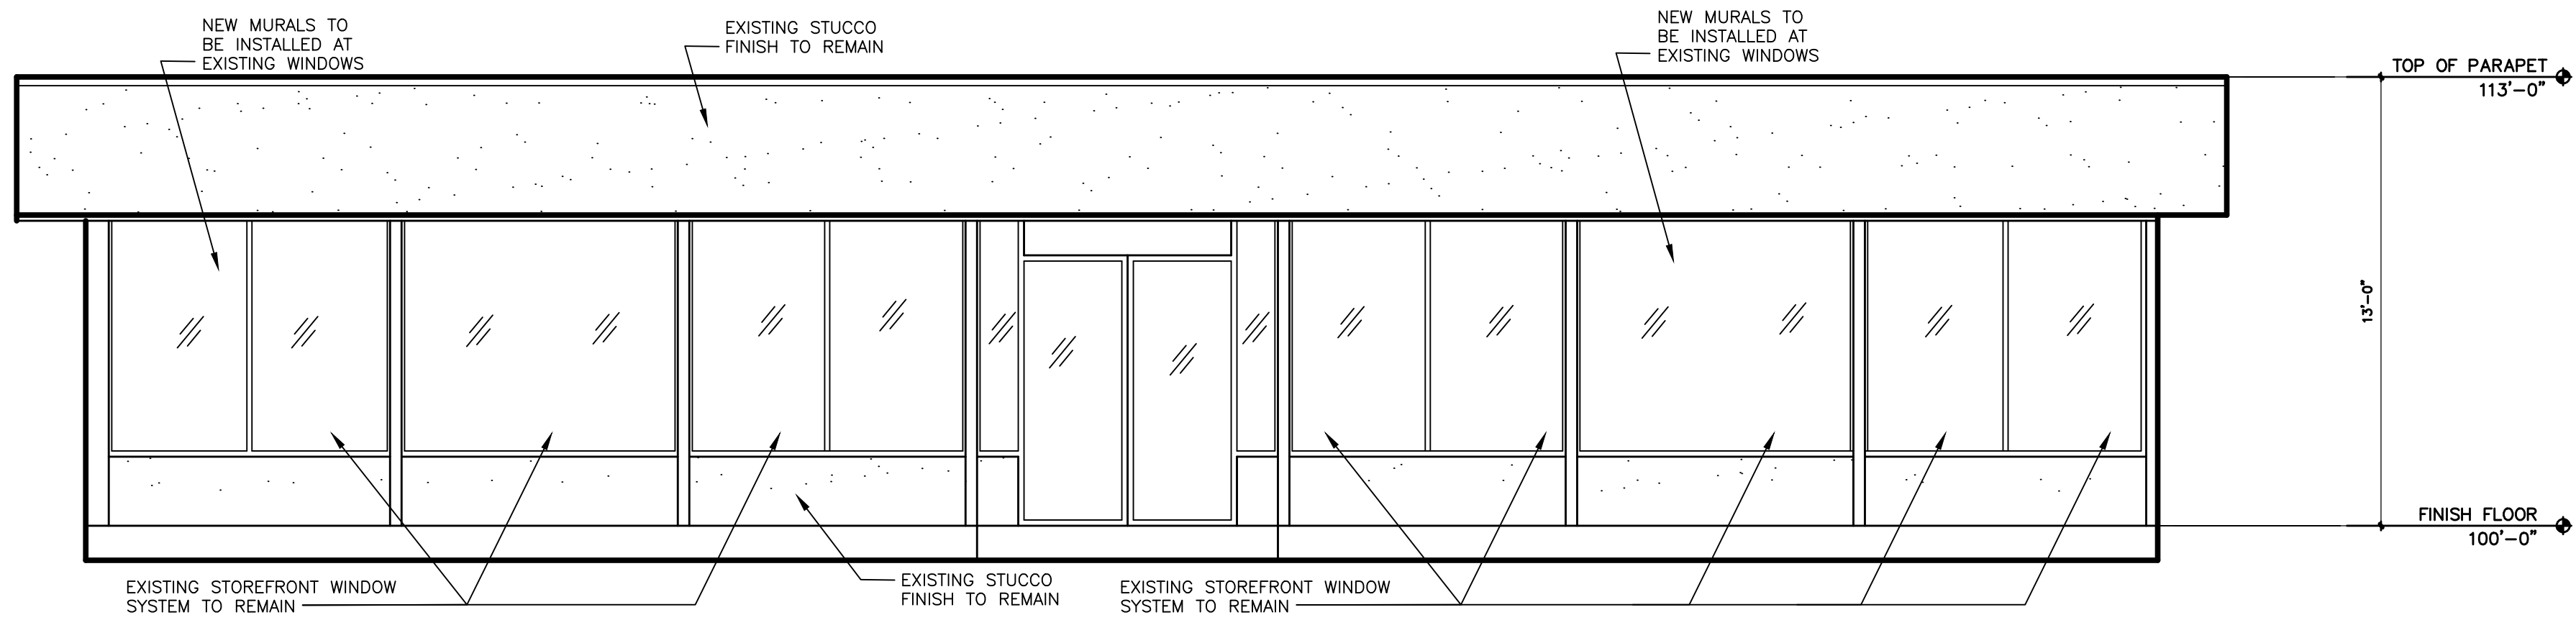 NEW MURALS TO
BE INSTALLED AT
EXISTING WINDOWS
EXISTING STUCCO
FINISH TO REMAIN
NEW MURALS TO
BE INSTALLED AT
EXISTING WINDOWS
TOP OF PARAPET
113'-0"
13'-0"
FINISH FLOOR
100'-0"
EXISTING STOREFRONT WINDOW
SYSTEM TO REMAIN
EXISTING STUCCO
FINISH TO REMAIN
EXISTING STOREFRONT WINDOW
SYSTEM TO REMAIN